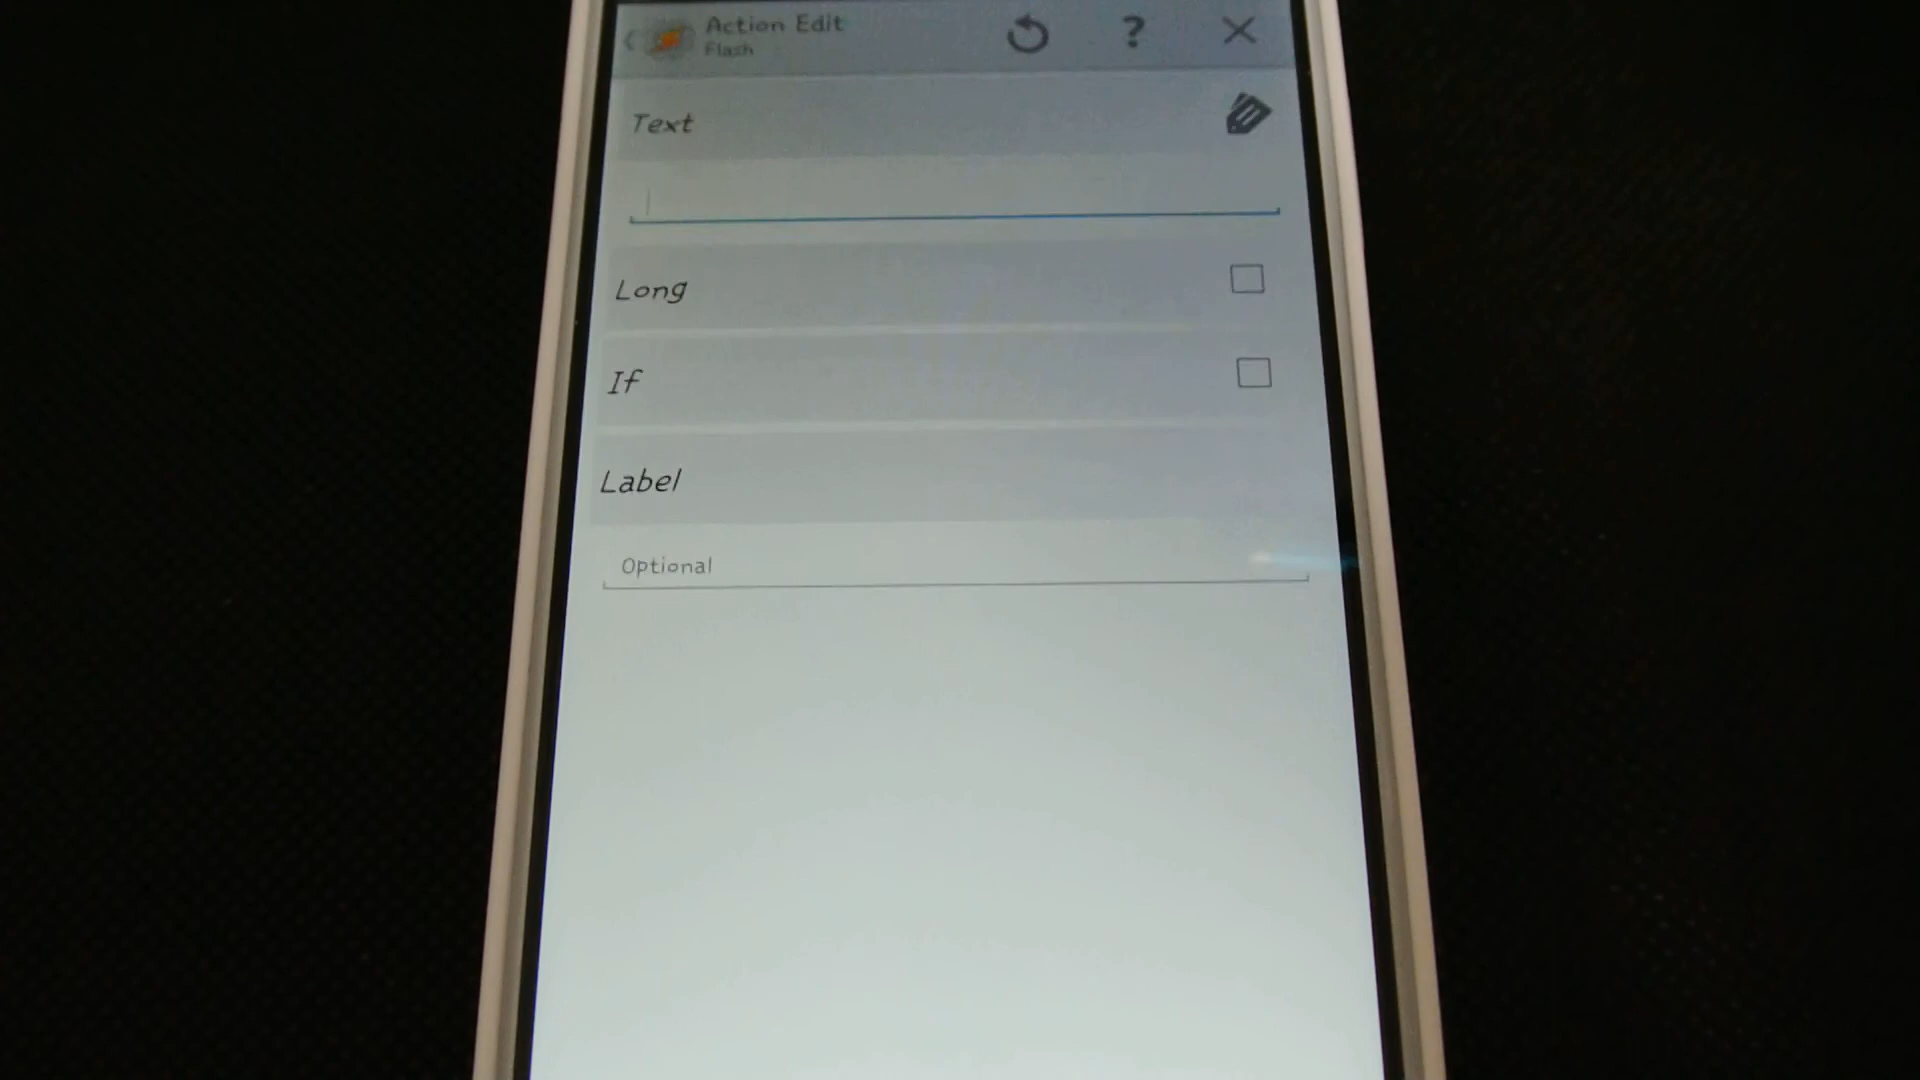 Action Edit
Flash
?
Text
Long
If
Label
Optional